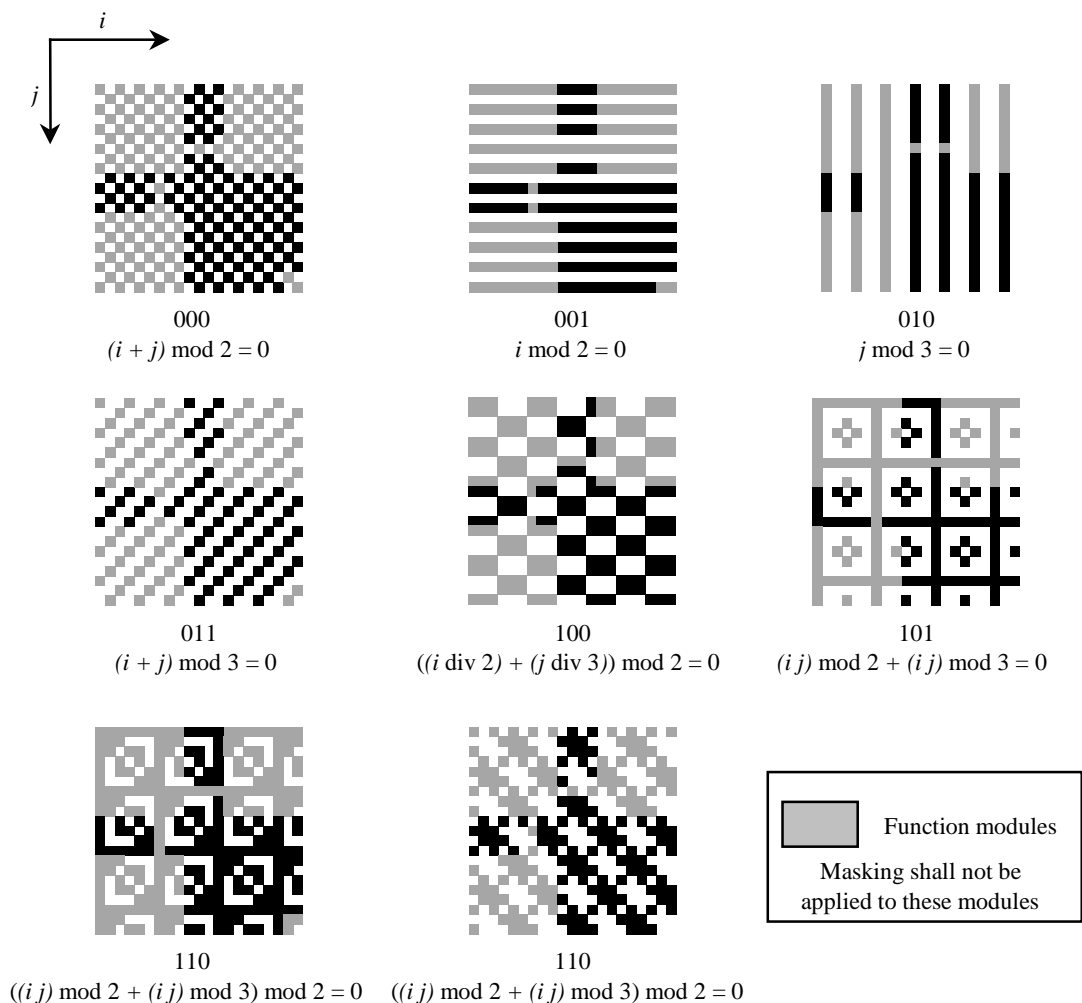 i
j
000
(i + j) mod 2 = 0
001
i mod 2 = 0
010
j mod 3 = 0
011
(i + j) mod 3 = 0
100
((i div 2) + (j div 3)) mod 2 = 0
101
(i j) mod 2 + (i j) mod 3 = 0
110
((i j) mod 2 + (i j) mod 3) mod 2 = 0
110
((i j) mod 2 + (i j) mod 3) mod 2 = 0
Function modules
Masking shall not be
applied to these modules